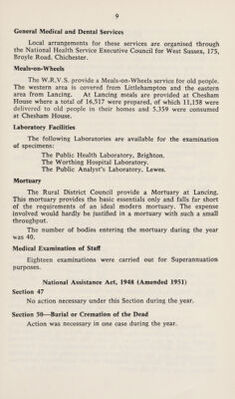 9
General Medical and Dental Services
Local arrangements for these services are organised through
the National Health Service Executive Council for West Sussex, 175,
Broyle Road, Chichester.
Meals-on-Wheels
The W.R.V.S. provide a Meals-on-Wheels service for old people.
The western area is covered from Littlehampton and the eastern
area from Lancing. At Lancing meals are provided at Chesham
House where a total of 16,517 were prepared, of which 11,158 were
delivered to old people in their homes and 5,359 were consumed
at Chesham House.
Laboratory Facilities
The following Laboratories are available for the examination
of specimens:
The Public Health Laboratory, Brighton.
The Worthing Hospital Laboratory.
The Public Analyst's Laboratory, Lewes.
Mortuary
The Rural District Council provide a Mortuary at Lancing.
This mortuary provides the basic essentials only and falls far short
of the requirements of an ideal modern mortuary. The expense
involved would hardly be justified in a mortuary with such a small
throughput.
The number of bodies entering the mortuary during the year
was 40.
Medical Examination of Staff
Eighteen examinations were carried out for Superannuation
purposes.
National Assistance Act, 1948 (Amended 1951)
Section 47
No action necessary under this Section during the year.
Section 50—Burial or Cremation of the Dead
Action was necessary in one case during the year.